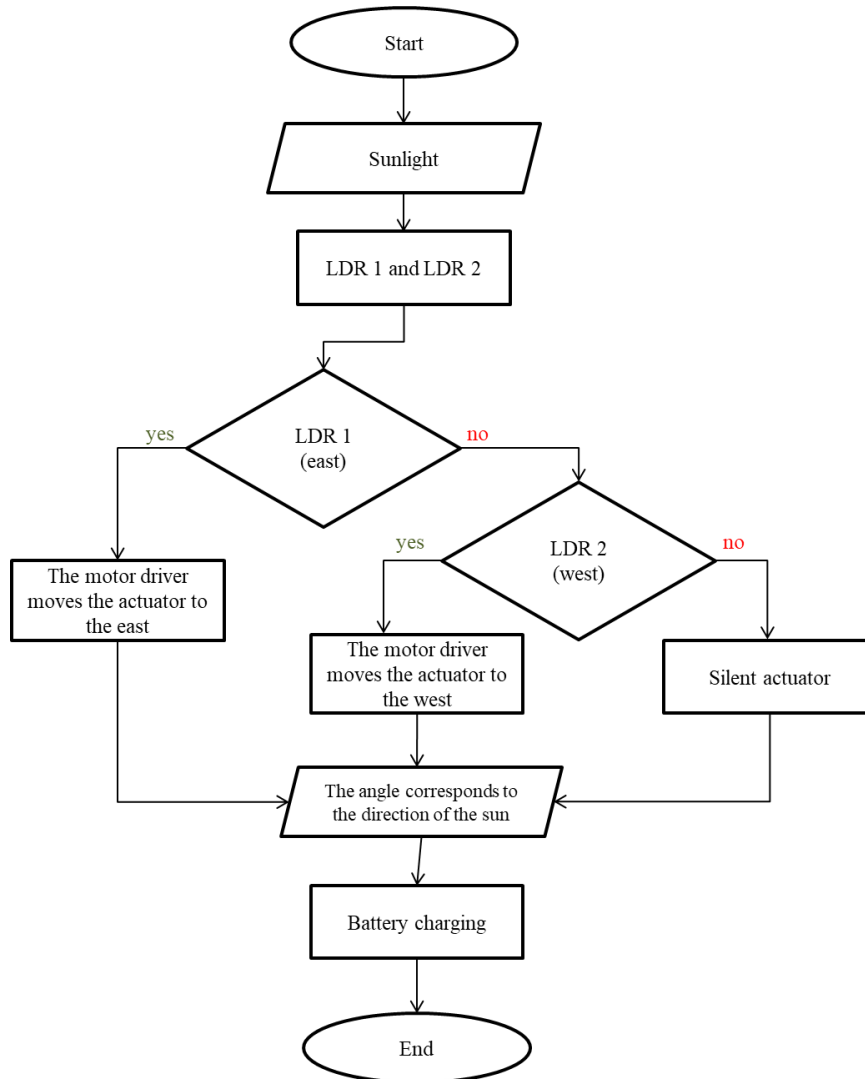 Start
Sunlight
LDR 1 and LDR 2
yes
LDR 1
(east)
no
yes
LDR 2
(west)
no
The motor driver
moves the actuator to
the east
The motor driver
moves the actuator to
the west
Silent actuator
The angle corresponds to
the direction of the sun
Battery charging
End